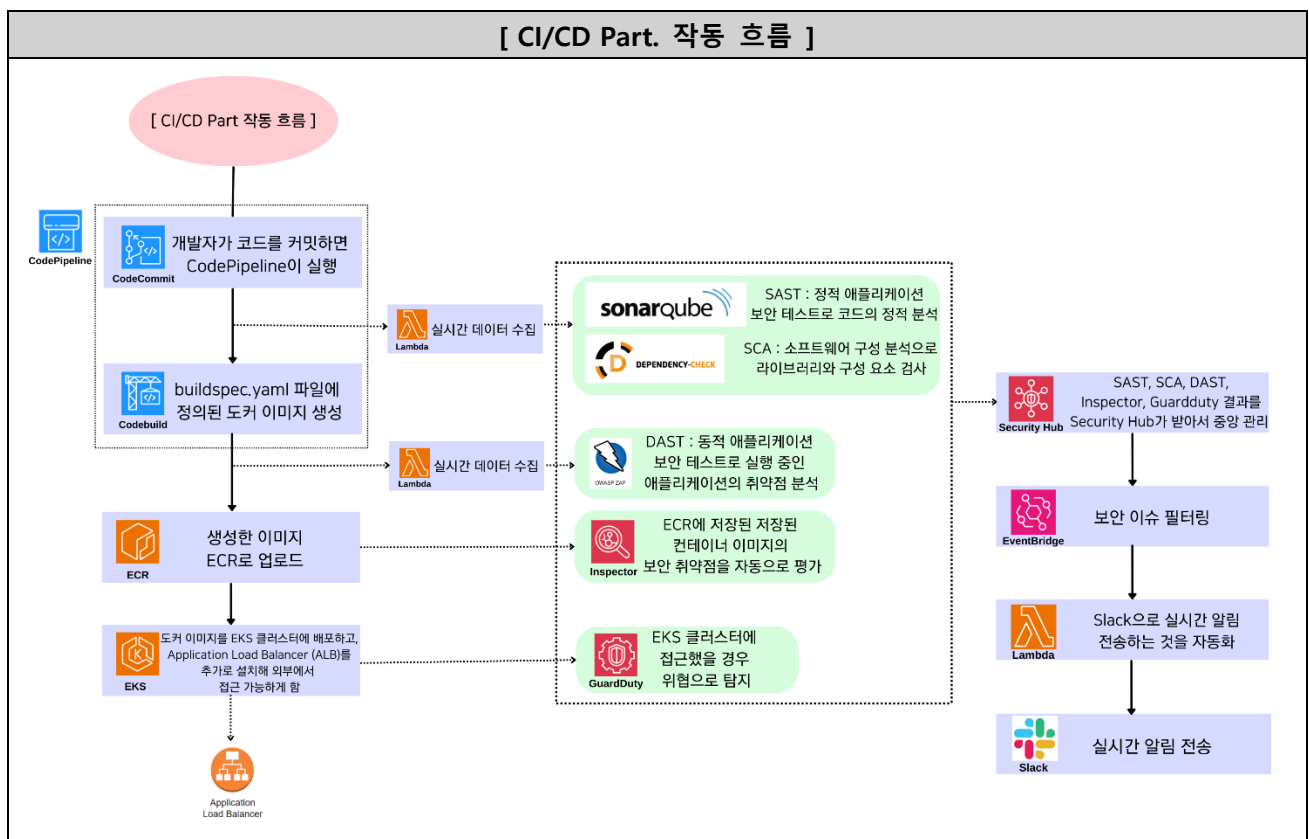 [ CI/CD Part. 작동 흐름 ]
[ CI/CD Part 작동 흐름 ]
CodePipeline
CodeCommit
개발자가 코드를 커밋하면
CodePipeline이 실행
Lambda
실시간 데이터 수집
Codebuild
buildspec.yaml 파일에
정의된 도커 이미지 생성
Lambda
실시간 데이터 수집
ECR
생성한 이미지
ECR로 업로드
EKS
도커 이미지를 EKS 클러스터에 배포하고,
Application Load Balancer (ALB)를
추가로 설치해 외부에서
접근 가능하게 함
Application
Load Balancer
sonarqube
SAST : 정적 애플리케이션
보안 테스트로 코드의 정적 분석
DEPENDENCY-CHECK
SCA : 소프트웨어 구성 분석으로
라이브러리와 구성 요소 검사
OWASP ZAP
DAST : 동적 애플리케이션
보안 테스트로 실행 중인
애플리케이션의 취약점 분석
Inspector
ECR에 저장된 저장된
컨테이너 이미지의
보안 취약점을 자동으로 평가
GuardDuty
EKS 클러스터에
접근했을 경우
위협으로 탐지
Security Hub
SAST, SCA, DAST,
Inspector, Guardduty 결과를
Security Hub가 받아서 중앙 관리
EventBridge
보안 이슈 필터링
Lambda
Slack으로 실시간 알림
전송하는 것을 자동화
Slack
실시간 알림 전송